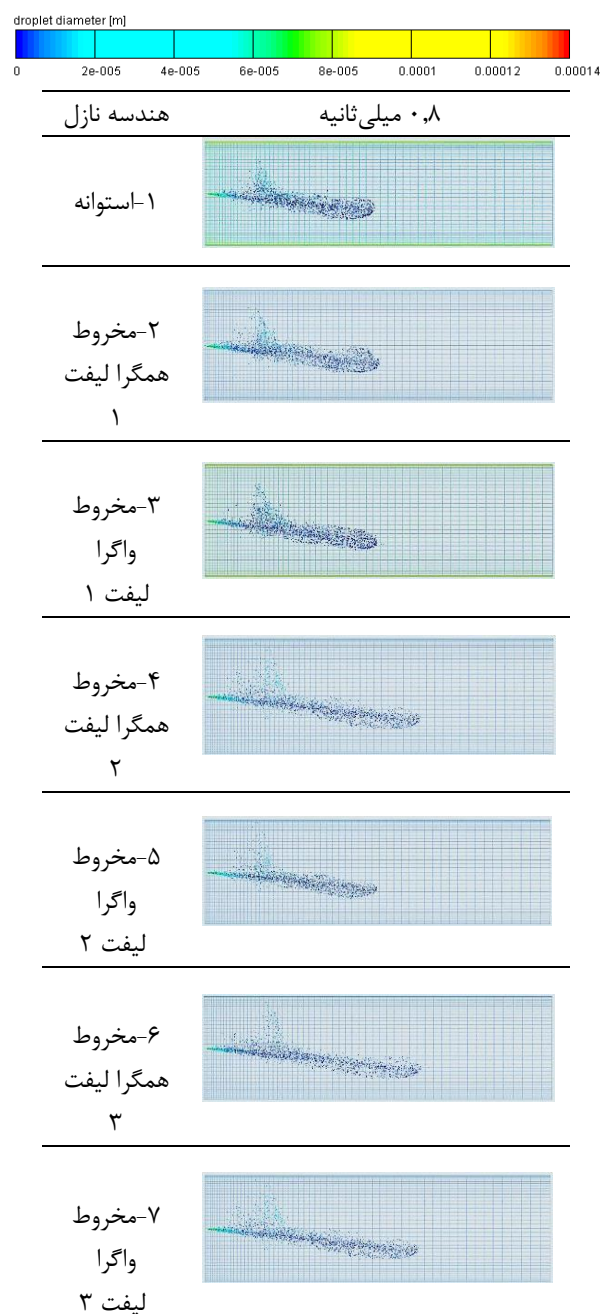 droplet diameter [m]
0 2e-005 4e-005 6e-005 8e-005 0.0001 0.00012 0.00014
هندسه نازل ۰,۸ میلی‌ثانیه
۱-استوانه
۲-مخروط
همگرا لیفت
۱
۳-مخروط
واگرا
لیفت ۱
۴-مخروط
همگرا لیفت
۲
۵-مخروط
واگرا
لیفت ۲
۶-مخروط
همگرا لیفت
۳
۷-مخروط
واگرا
لیفت ۳